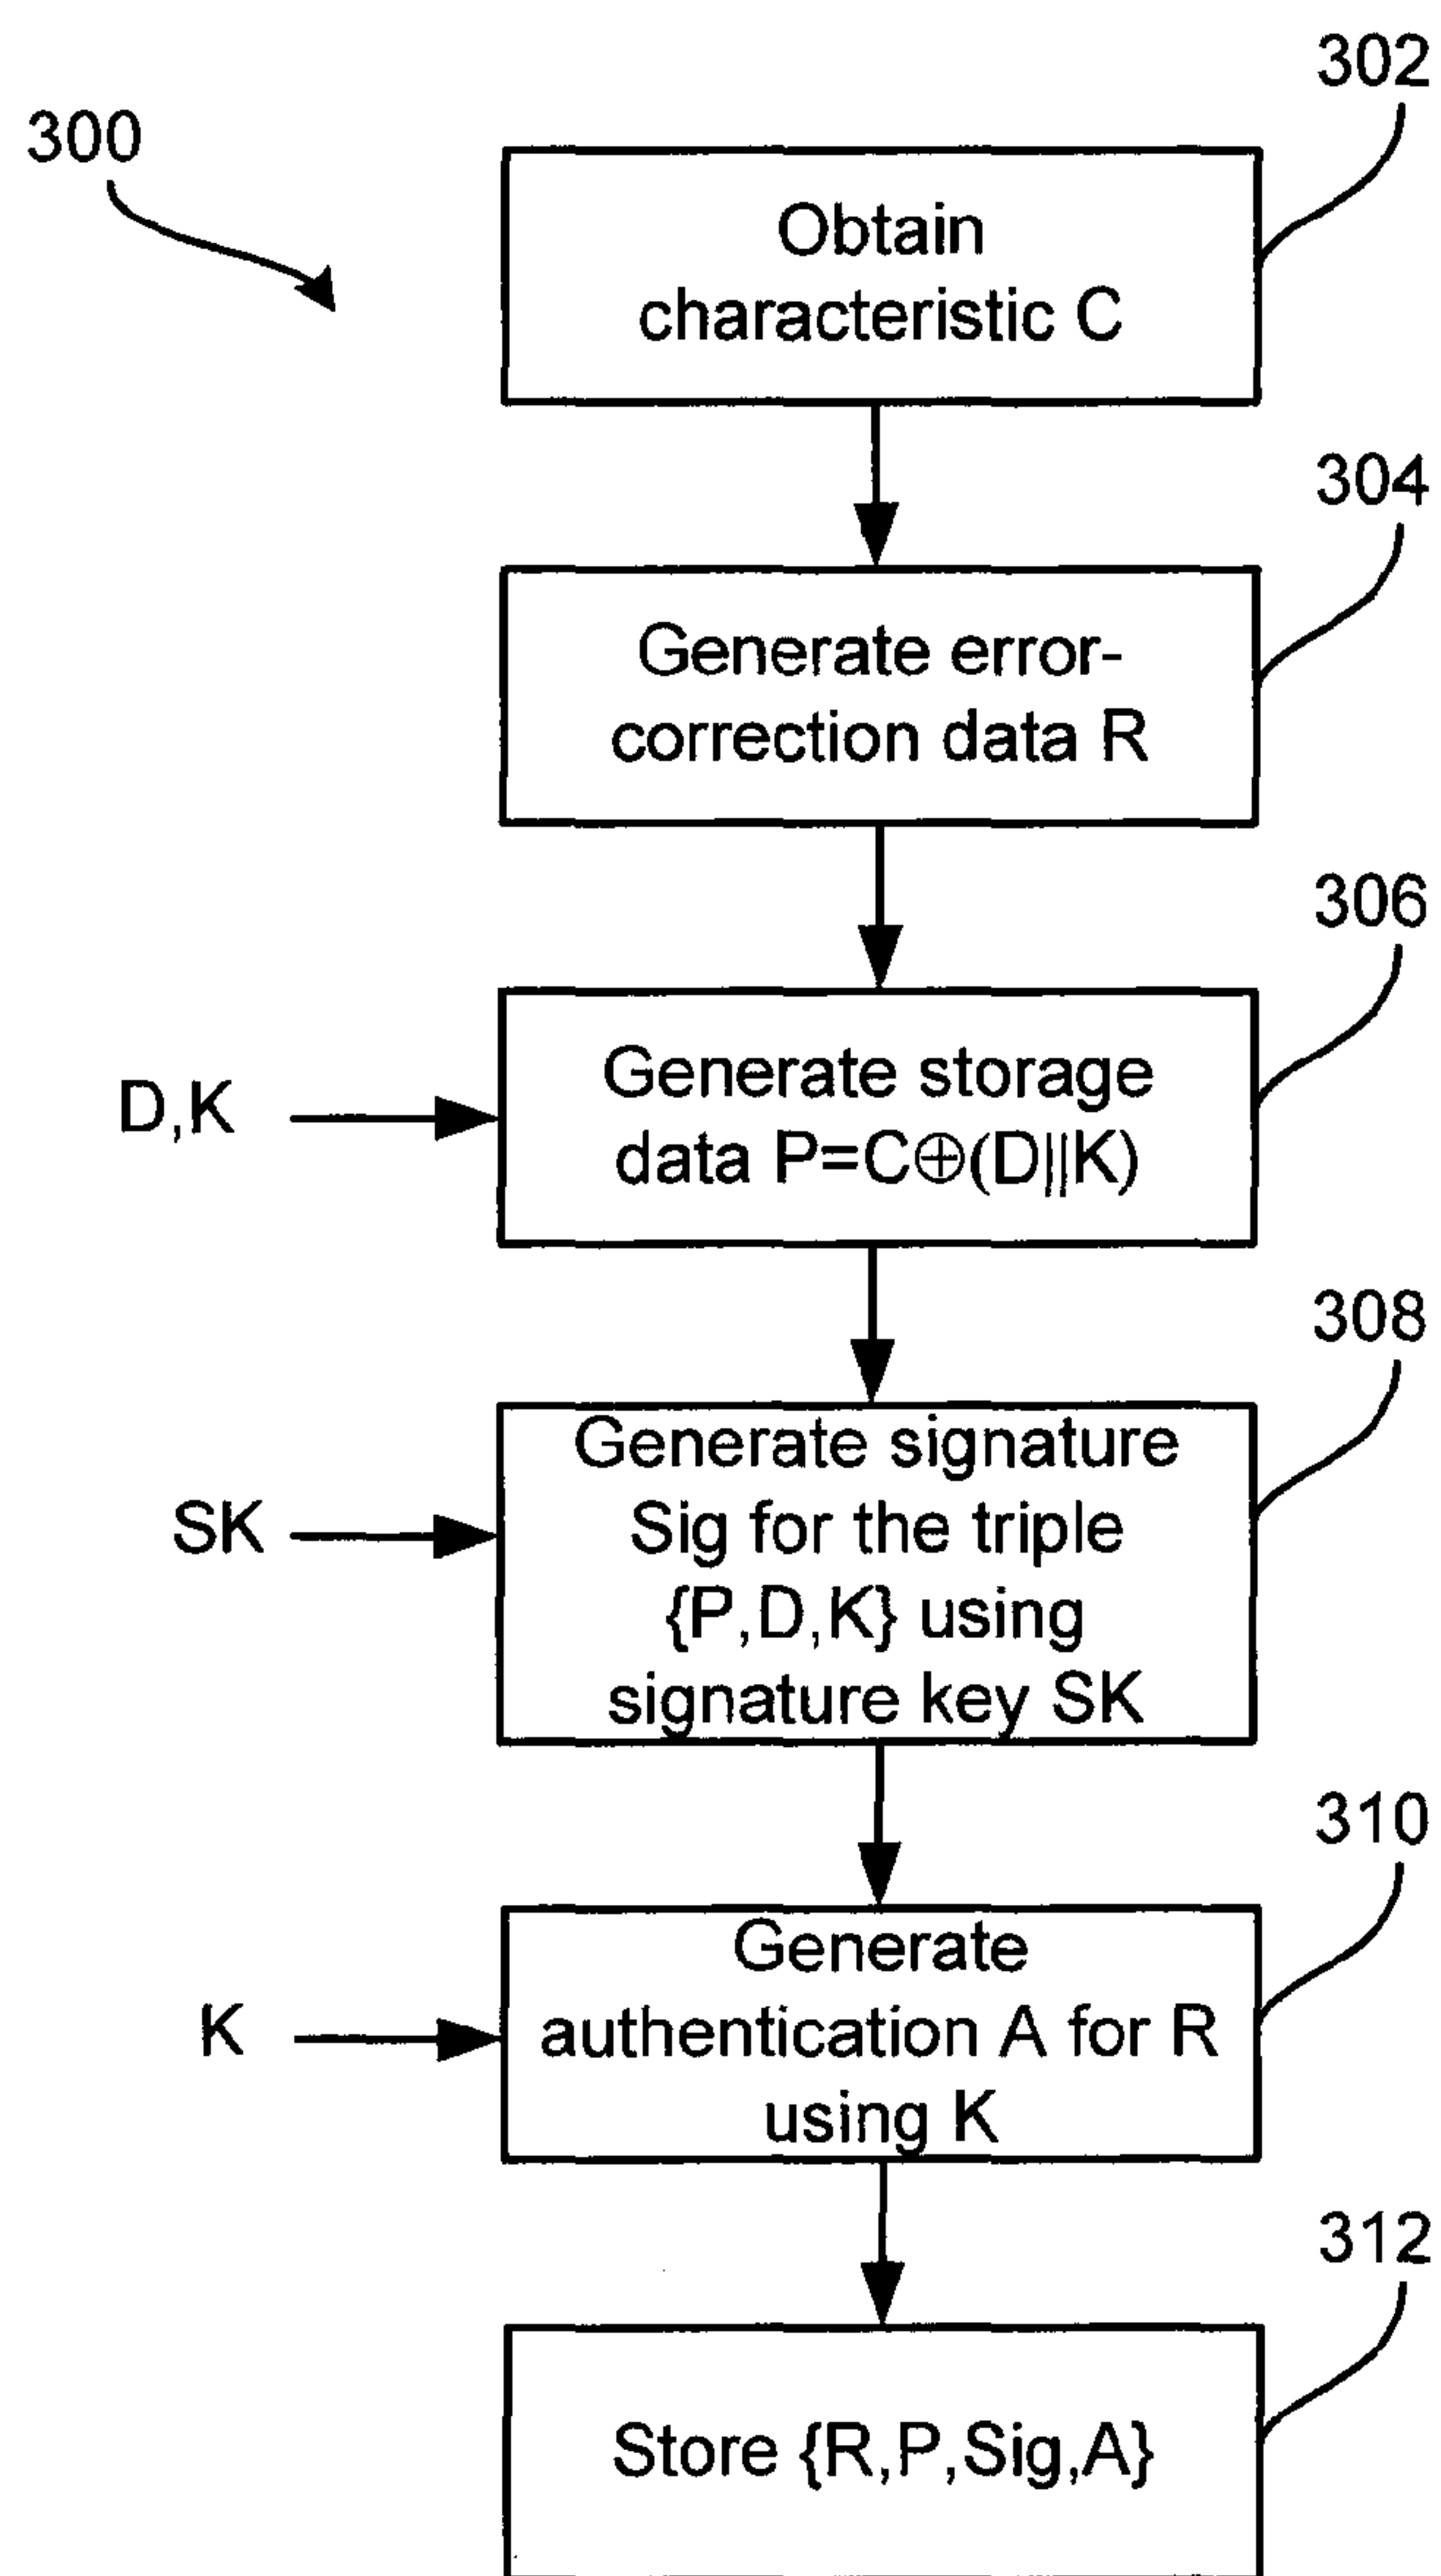 302
300
Obtain
characteristic C
304
Generate error-
correction data R
306
D,K
Generate storage
data P=C⊕(D||K)
308
SK
Generate signature
Sig for the triple
{P,D,K} using
signature key SK
310
K
Generate
authentication A for R
using K
312
Store {R,P,Sig,A}